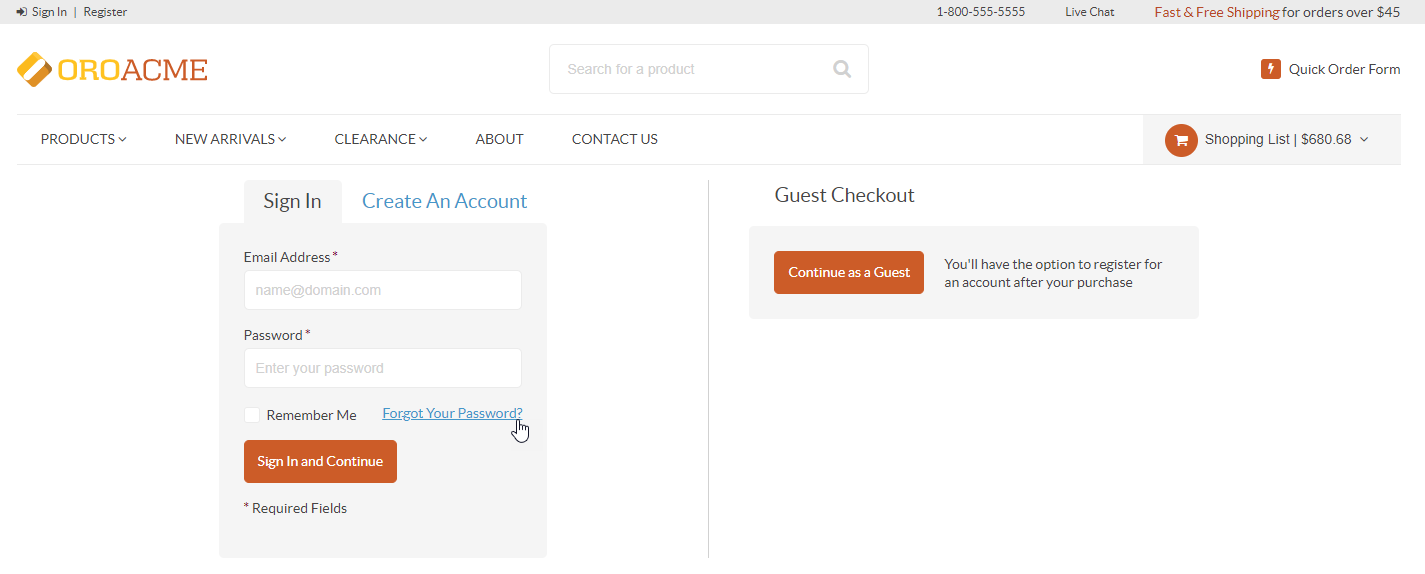 Sign In | Register
1-800-555-5555
Live Chat
Fast & Free Shipping for orders over $45
OROACME
Search for a product
Quick Order Form
PRODUCTS
NEW ARRIVALS
CLEARANCE
ABOUT
CONTACT US
Shopping List | $680.68
Sign In
Create An Account
Email Address*
name@domain.com
Password*
Enter your password
Remember Me
Forgot Your Password?
Sign In and Continue
* Required Fields
Guest Checkout
Continue as a Guest
You'll have the option to register for
an account after your purchase